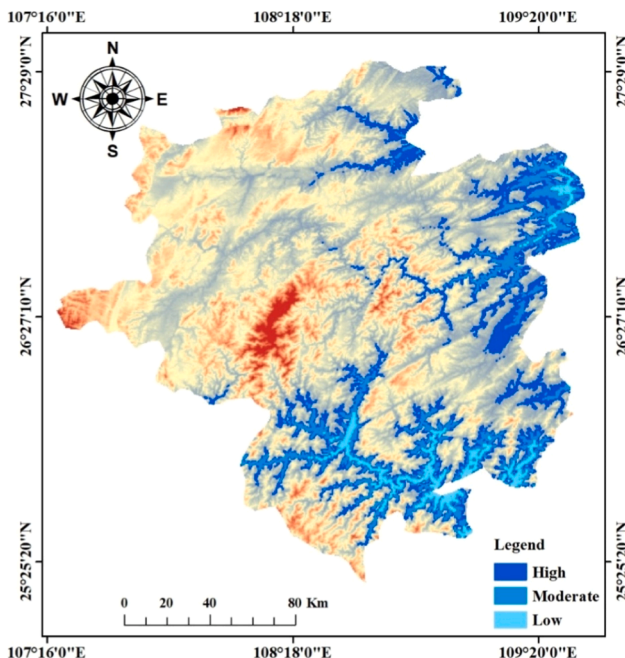 107°16'0"E 108°18'0"E 109°20'0"E
27°29'0"N 27°29'0"N
N
W E
S
26°27'10"N 26°27'10"N
25°25'20"N 25°25'20"N
Legend
High
Moderate
Low
0 20 40 80 Km
107°16'0"E 108°18'0"E 109°20'0"E